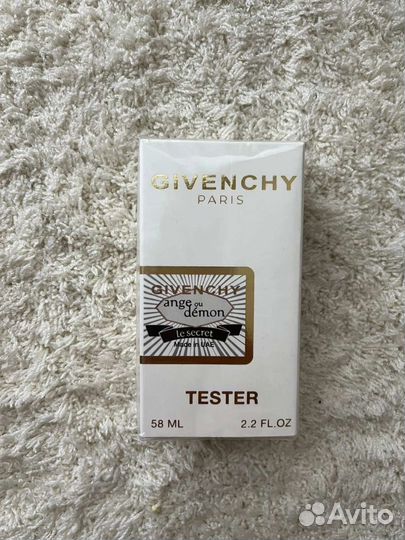 GIVENCHY
PARIS
GIVENCHY
ange ou
démon
le secret
Made in UAE
TESTER
58 ML 2.2 FL.OZ
Avito